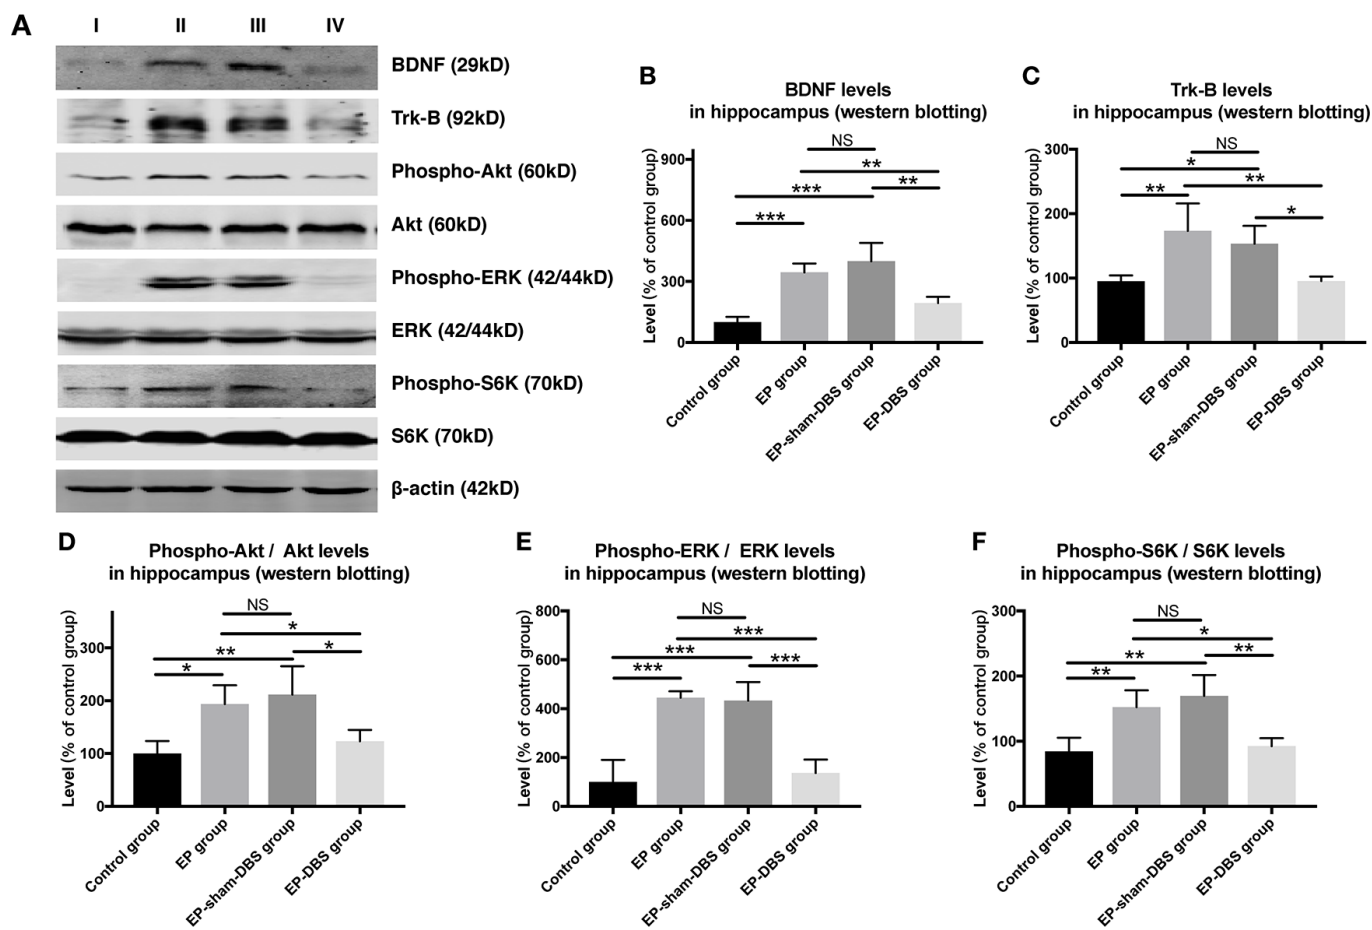 A
I II III IV
BDNF (29kD)
Trk-B (92kD)
Phospho-Akt (60kD)
Akt (60kD)
Phospho-ERK (42/44kD)
ERK (42/44kD)
Phospho-S6K (70kD)
S6K (70kD)
β-actin (42kD)
B
BDNF levels
in hippocampus (western blotting)
Level (% of control group)
900
600
300
0
NS
**
**
***
***
Control group
EP group
EP-sham-DBS group
EP-DBS group
C
Trk-B levels
in hippocampus (western blotting)
Level (% of control group)
300
200
100
0
NS
*
**
**
*
Control group
EP group
EP-sham-DBS group
EP-DBS group
D
Phospho-Akt / Akt levels
in hippocampus (western blotting)
Level (% of control group)
300
200
100
0
NS
*
*
**
*
Control group
EP group
EP-sham-DBS group
EP-DBS group
E
Phospho-ERK / ERK levels
in hippocampus (western blotting)
Level (% of control group)
800
600
400
200
0
NS
***
***
***
***
Control group
EP group
EP-sham-DBS group
EP-DBS group
F
Phospho-S6K / S6K levels
in hippocampus (western blotting)
Level (% of control group)
300
200
100
0
NS
*
**
**
**
Control group
EP group
EP-sham-DBS group
EP-DBS group